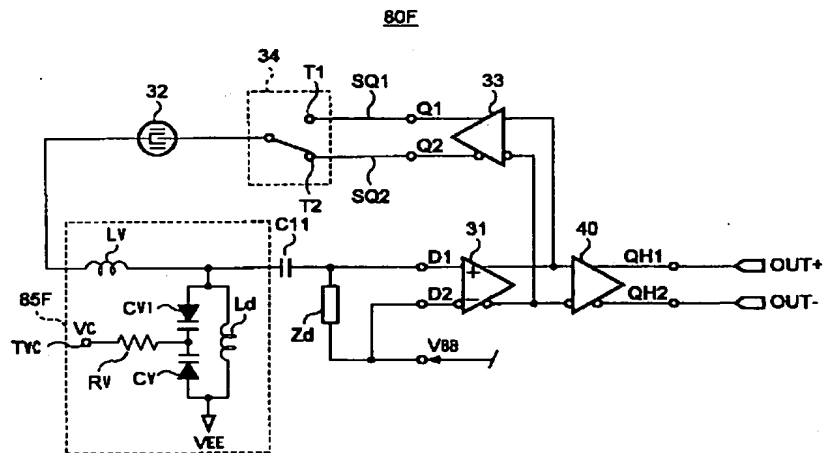 80F
34
T1
SQ1
33
32
Q1
Q2
T2
SQ2
C11
LV
D1
31
40
QH1
OUT+
85F
CV1
Ld
D2
QH2
OUT-
VC
TVC
Zd
VBB
RV
CV
VEE
+
−